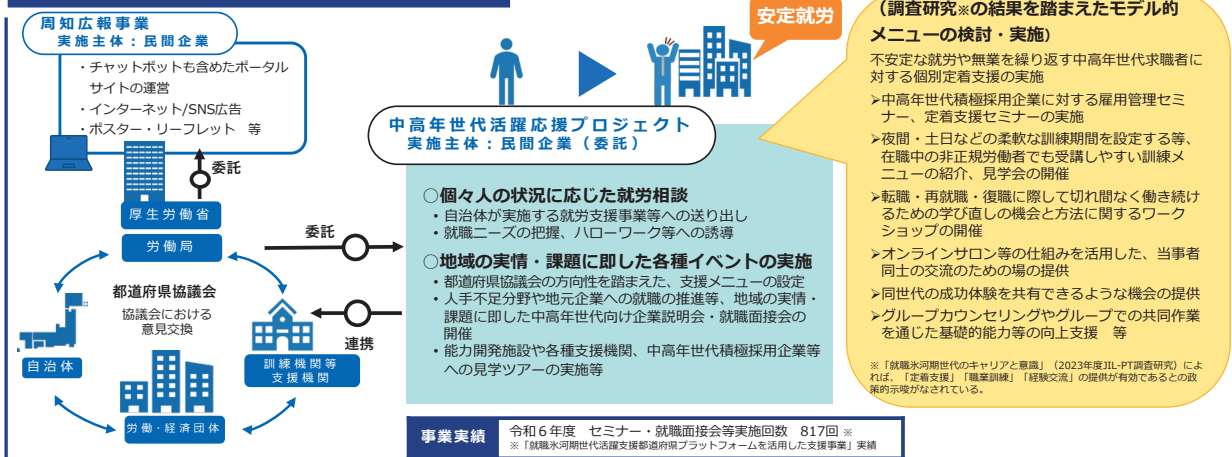 周知広報事業
実施主体：民間企業
・チャットボットも含めたポータル
サイトの運営
・インターネット/SNS広告
・ポスター・リーフレット　等
委託
厚生労働省
労働局
都道府県協議会
協議会における
意見交換
自治体
訓練機関等
支援機関
労働・経済団体
委託
連携
安定就労
中高年世代活躍応援プロジェクト
実施主体：民間企業（委託）
○個々人の状況に応じた就労相談
・自治体が実施する就労支援事業等への送り出し
・就職ニーズの把握、ハローワーク等への誘導
○地域の実情・課題に即した各種イベントの実施
・都道府県協議会の方向性を踏まえた、支援メニューの設定
・人手不足分野や地元企業への就職の推進等、地域の実情・
課題に即した中高年世代向け企業説明会・就職面接会の
開催
・能力開発施設や各種支援機関、中高年世代積極採用企業等
への見学ツアーの実施等
事業実績
令和６年度　セミナー・就職面接会等実施回数　817回 ※
※「就職氷河期世代活躍支援都道府県プラットフォームを活用した支援事業」実績
（調査研究※の結果を踏まえたモデル的
メニューの検討・実施)
不安定な就労や無業を繰り返す中高年世代求職者に
対する個別定着支援の実施
➢中高年世代積極採用企業に対する雇用管理セミ
ナー、定着支援セミナーの実施
➢夜間・土日などの柔軟な訓練期間を設定する等、
在職中の非正規労働者でも受講しやすい訓練メ
ニューの紹介、見学会の開催
➢転職・再就職・復職に際して切れ間なく働き続け
るための学び直しの機会と方法に関するワーク
ショップの開催
➢オンラインサロン等の仕組みを活用した、当事者
同士の交流のための場の提供
➢同世代の成功体験を共有できるような機会の提供
➢グループカウンセリングやグループでの共同作業
を通じた基礎的能力等の向上支援　等
※「就職氷河期世代のキャリアと意識」（2023年度JIL-PT調査研究）によ
れば、「定着支援」「職業訓練」「経験交流」の提供が有効であるとの政
策的示唆がなされている。